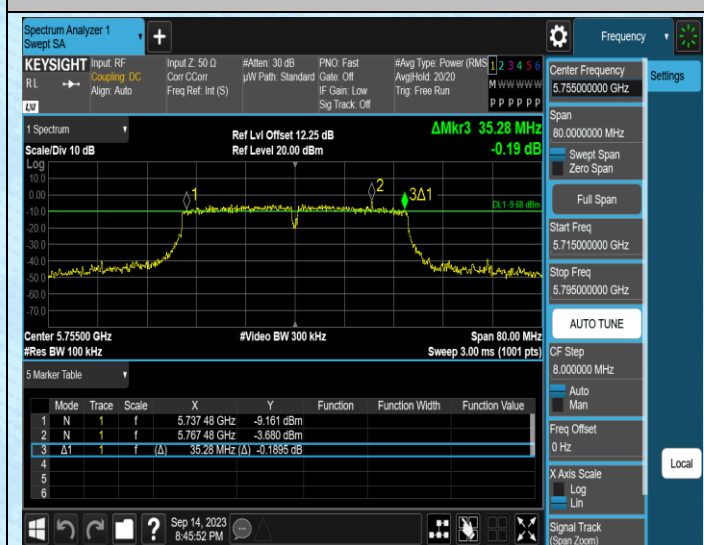 Spectrum Analyzer 1
Swept SA
Frequency
KEYSIGHT Input: RF
RL
Coupling: DC
Align: Auto
Input Z: 50 Ω
Corr CCorr
Freq Ref: Int (S)
#Atten: 30 dB
µW Path: Standard
PNO: Fast
Gate: Off
IF Gain: Low
Sig Track: Off
#Avg Type: Power (RMS
Avg|Hold: 20/20
Trig: Free Run
1 2 3 4 5 6
M W W W W W
P P P P P P
LW
1 Spectrum
Scale/Div 10 dB
Ref Lvl Offset 12.25 dB
Ref Level 20.00 dBm
ΔMkr3 35.28 MHz
-0.19 dB
Log
10.0
0.00
-10.0
-20.0
-30.0
-40.0
-50.0
-60.0
-70.0
1
2
3Δ1
DL1 -9.68 dBm
Center 5.75500 GHz
#Res BW 100 kHz
#Video BW 300 kHz
Span 80.00 MHz
Sweep 3.00 ms (1001 pts)
5 Marker Table
Mode Trace Scale X Y Function Function Width Function Value
1 N 1 f 5.737 48 GHz -9.161 dBm
2 N 1 f 5.767 48 GHz -3.680 dBm
3 Δ1 1 f (Δ) 35.28 MHz (Δ) -0.1895 dB
4
5
6
Sep 14, 2023
8:45:52 PM
Center Frequency
5.755000000 GHz
Span
80.0000000 MHz
Swept Span
Zero Span
Full Span
Start Freq
5.715000000 GHz
Stop Freq
5.795000000 GHz
AUTO TUNE
CF Step
8.000000 MHz
Auto
Man
Freq Offset
0 Hz
X Axis Scale
Log
Lin
Signal Track
(Span Zoom)
Settings
Local